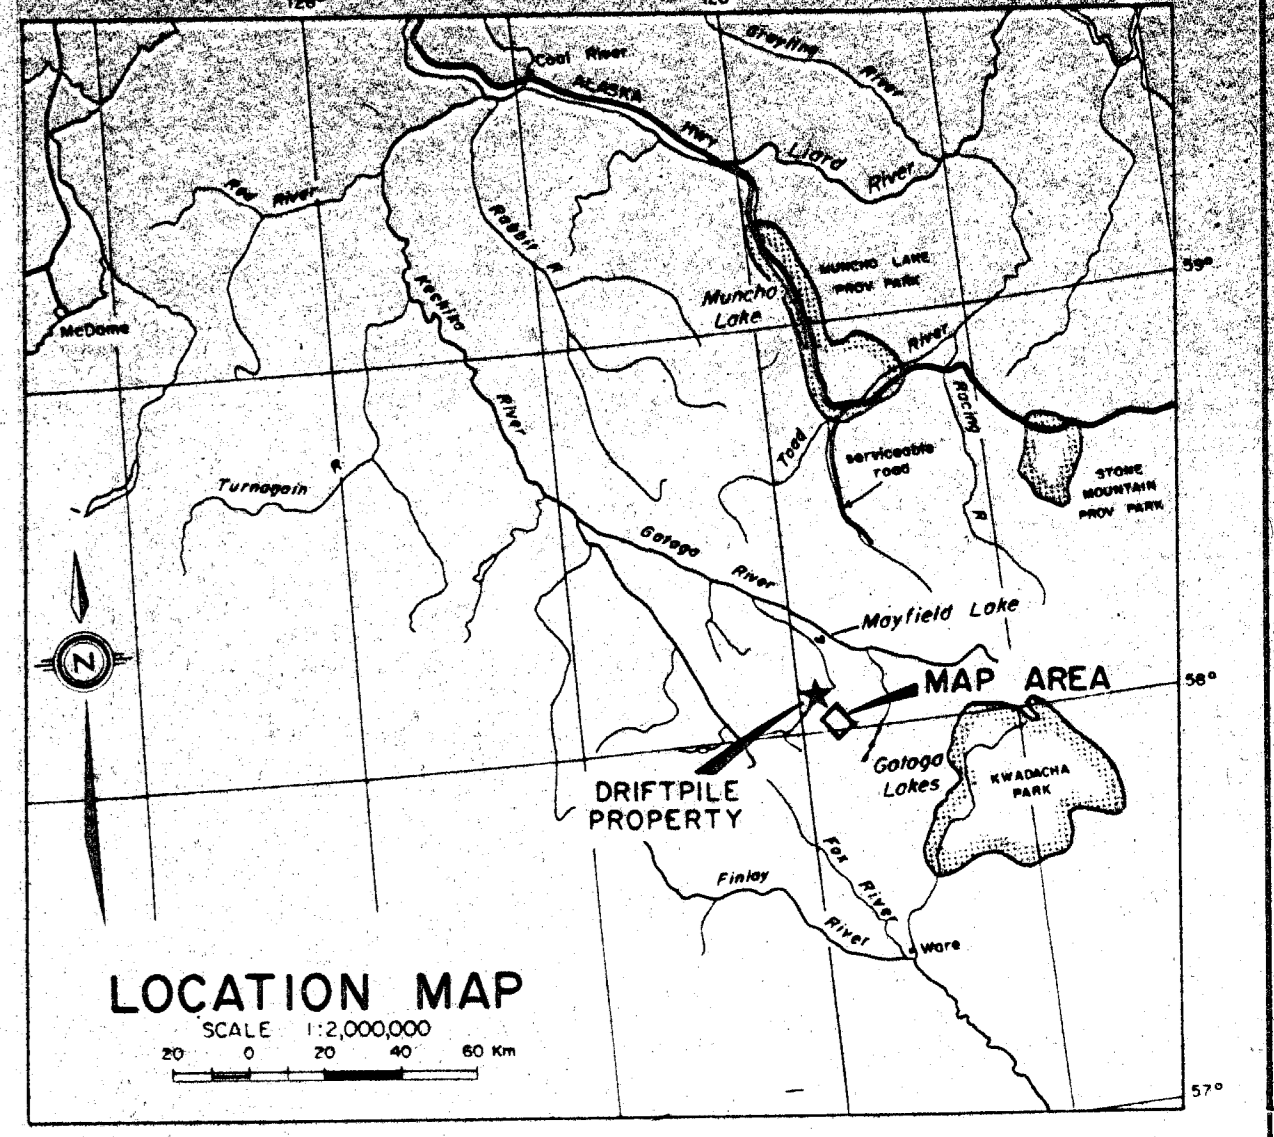 Coal River
Grayling
River
ALASKA
Hwy
Liard
River
Red River
Rabbit R
59°
MUNCHO LAKE
PROV. PARK
Muncho
Lake
Kechika
River
McDame
River
Racing
R
Toad
serviceable
road
STONE
MOUNTAIN
PROV PARK
Turnagain R
Gataga
River
Mayfield Lake
N
MAP AREA
58°
Gataga
Lakes
KWADACHA
PARK
DRIFTPILE
PROPERTY
Fox
River
Finlay
River
Ware
LOCATION MAP
SCALE 1:2,000,000
20 0 20 40 60 Km
57°